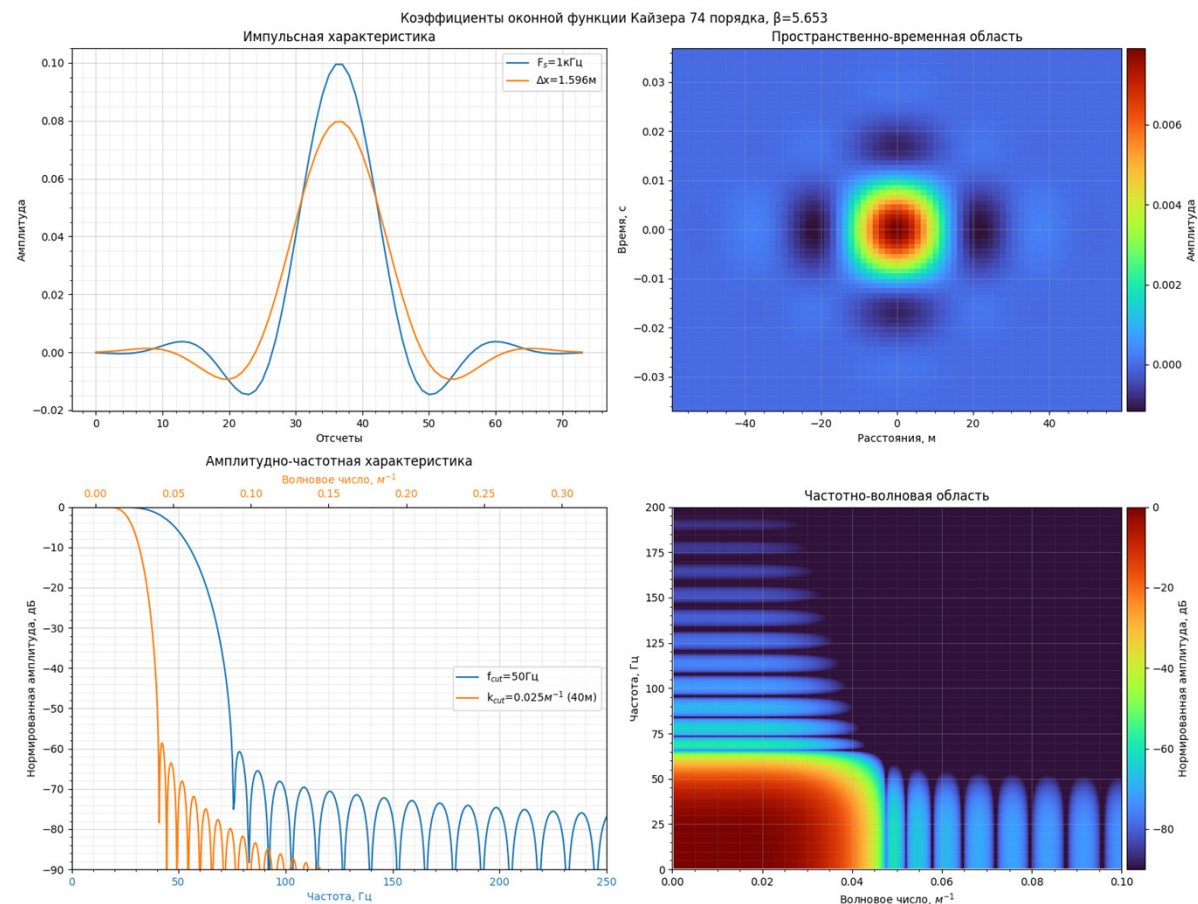 Коэффициенты оконной функции Кайзера 74 порядка, β=5.653
Импульсная характеристика
0.10
0.08
0.06
0.04
0.02
0.00
−0.02
Амплитуда
F_s=1кГц
Δx=1.596м
0 10 20 30 40 50 60 70
Отсчеты
Пространственно-временная область
0.03
0.02
0.01
0.00
−0.01
−0.02
−0.03
Время, с
−40 −20 0 20 40
Расстояния, м
0.006
0.004
0.002
0.000
Амплитуда
Амплитудно-частотная характеристика
Волновое число, м⁻¹
0.00 0.05 0.10 0.15 0.20 0.25 0.30
0
−10
−20
−30
−40
−50
−60
−70
−80
−90
Нормированная амплитуда, дБ
f_cut=50Гц
k_cut=0.025м⁻¹ (40м)
0 50 100 150 200 250
Частота, Гц
Частотно-волновая область
200
175
150
125
100
75
50
25
0
Частота, Гц
0.00 0.02 0.04 0.06 0.08 0.10
Волновое число, м⁻¹
0
−20
−40
−60
−80
Нормированная амплитуда, дБ